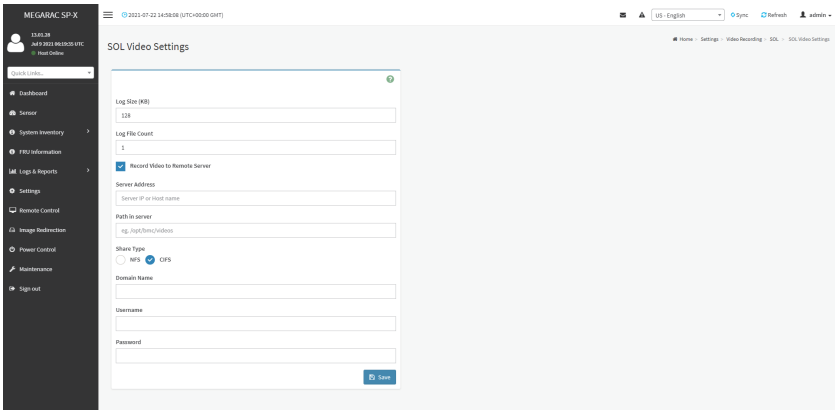 MEGARAC SP-X
2021-07-22 14:58:08 (UTC+00:00 GMT)
US - English
Sync
Refresh
admin
13.01.28
Jul 9 2021 06:19:35 UTC
Host Online
Quick Links...
Dashboard
Sensor
System Inventory
FRU Information
Logs & Reports
Settings
Remote Control
Image Redirection
Power Control
Maintenance
Sign out
SOL Video Settings
Home > Settings > Video Recording > SOL > SOL Video Settings
Log Size (KB)
128
Log File Count
1
Record Video to Remote Server
Server Address
Server IP or Host name
Path in server
eg. /opt/bmc/videos
Share Type
NFS CIFS
Domain Name
Username
Password
Save